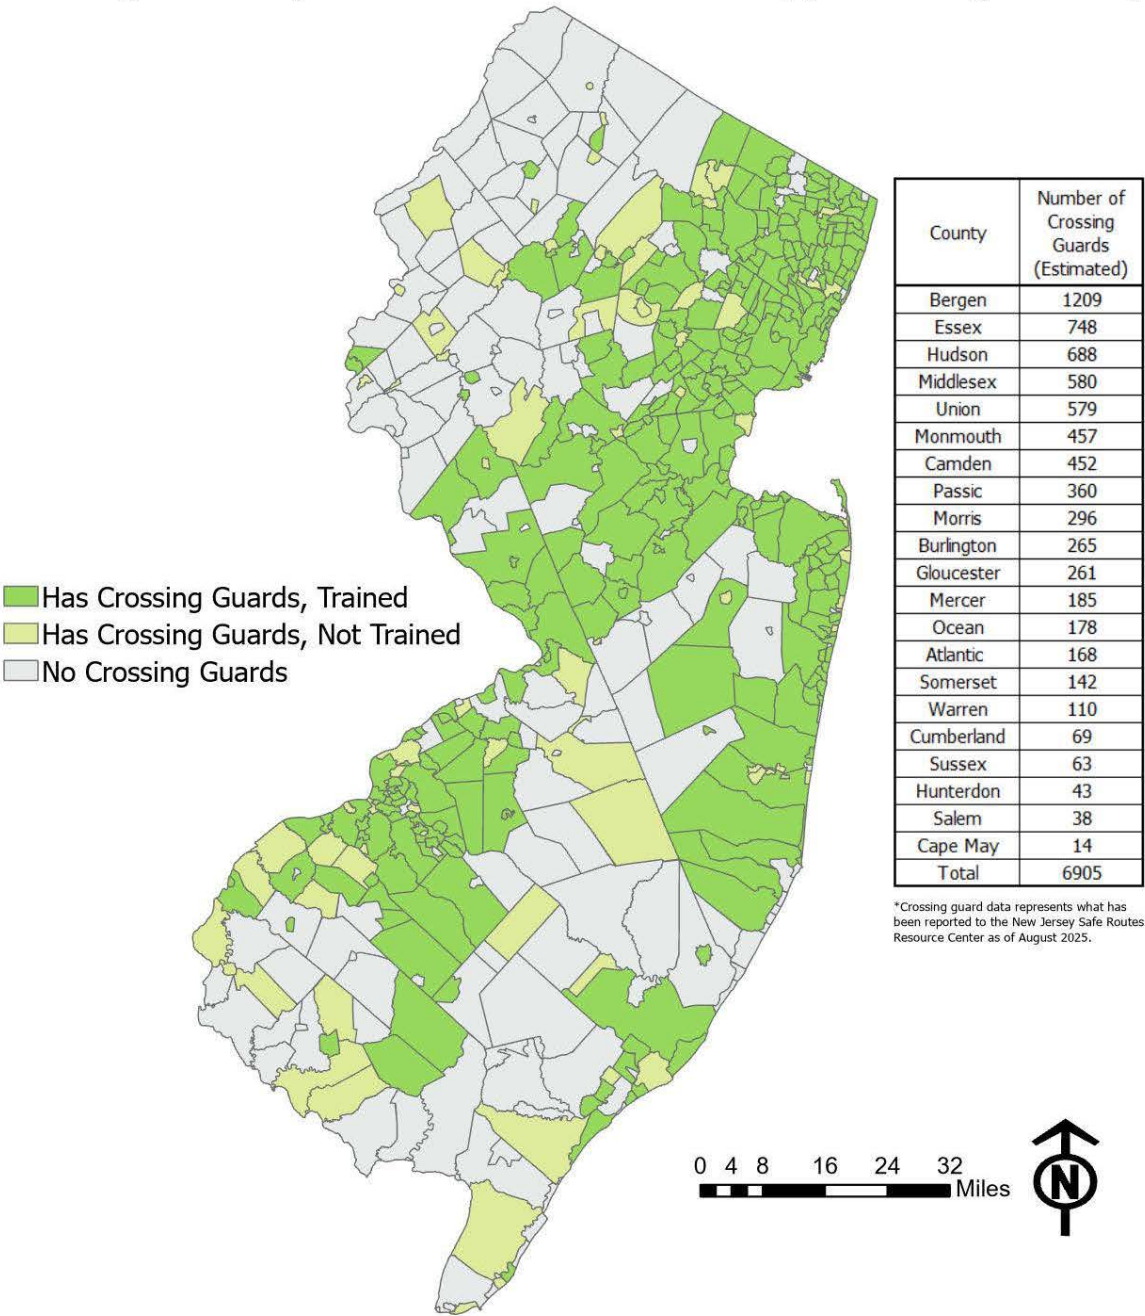 County Number of Crossing Guards (Estimated)
Bergen 1209
Essex 748
Hudson 688
Middlesex 580
Union 579
Monmouth 457
Camden 452
Passic 360
Morris 296
Burlington 265
Gloucester 261
Mercer 185
Ocean 178
Atlantic 168
Somerset 142
Warren 110
Cumberland 69
Sussex 63
Hunterdon 43
Salem 38
Cape May 14
Total 6905
*Crossing guard data represents what has
been reported to the New Jersey Safe Routes
Resource Center as of August 2025.
Has Crossing Guards, Trained
Has Crossing Guards, Not Trained
No Crossing Guards
0 4 8 16 24 32
Miles
N